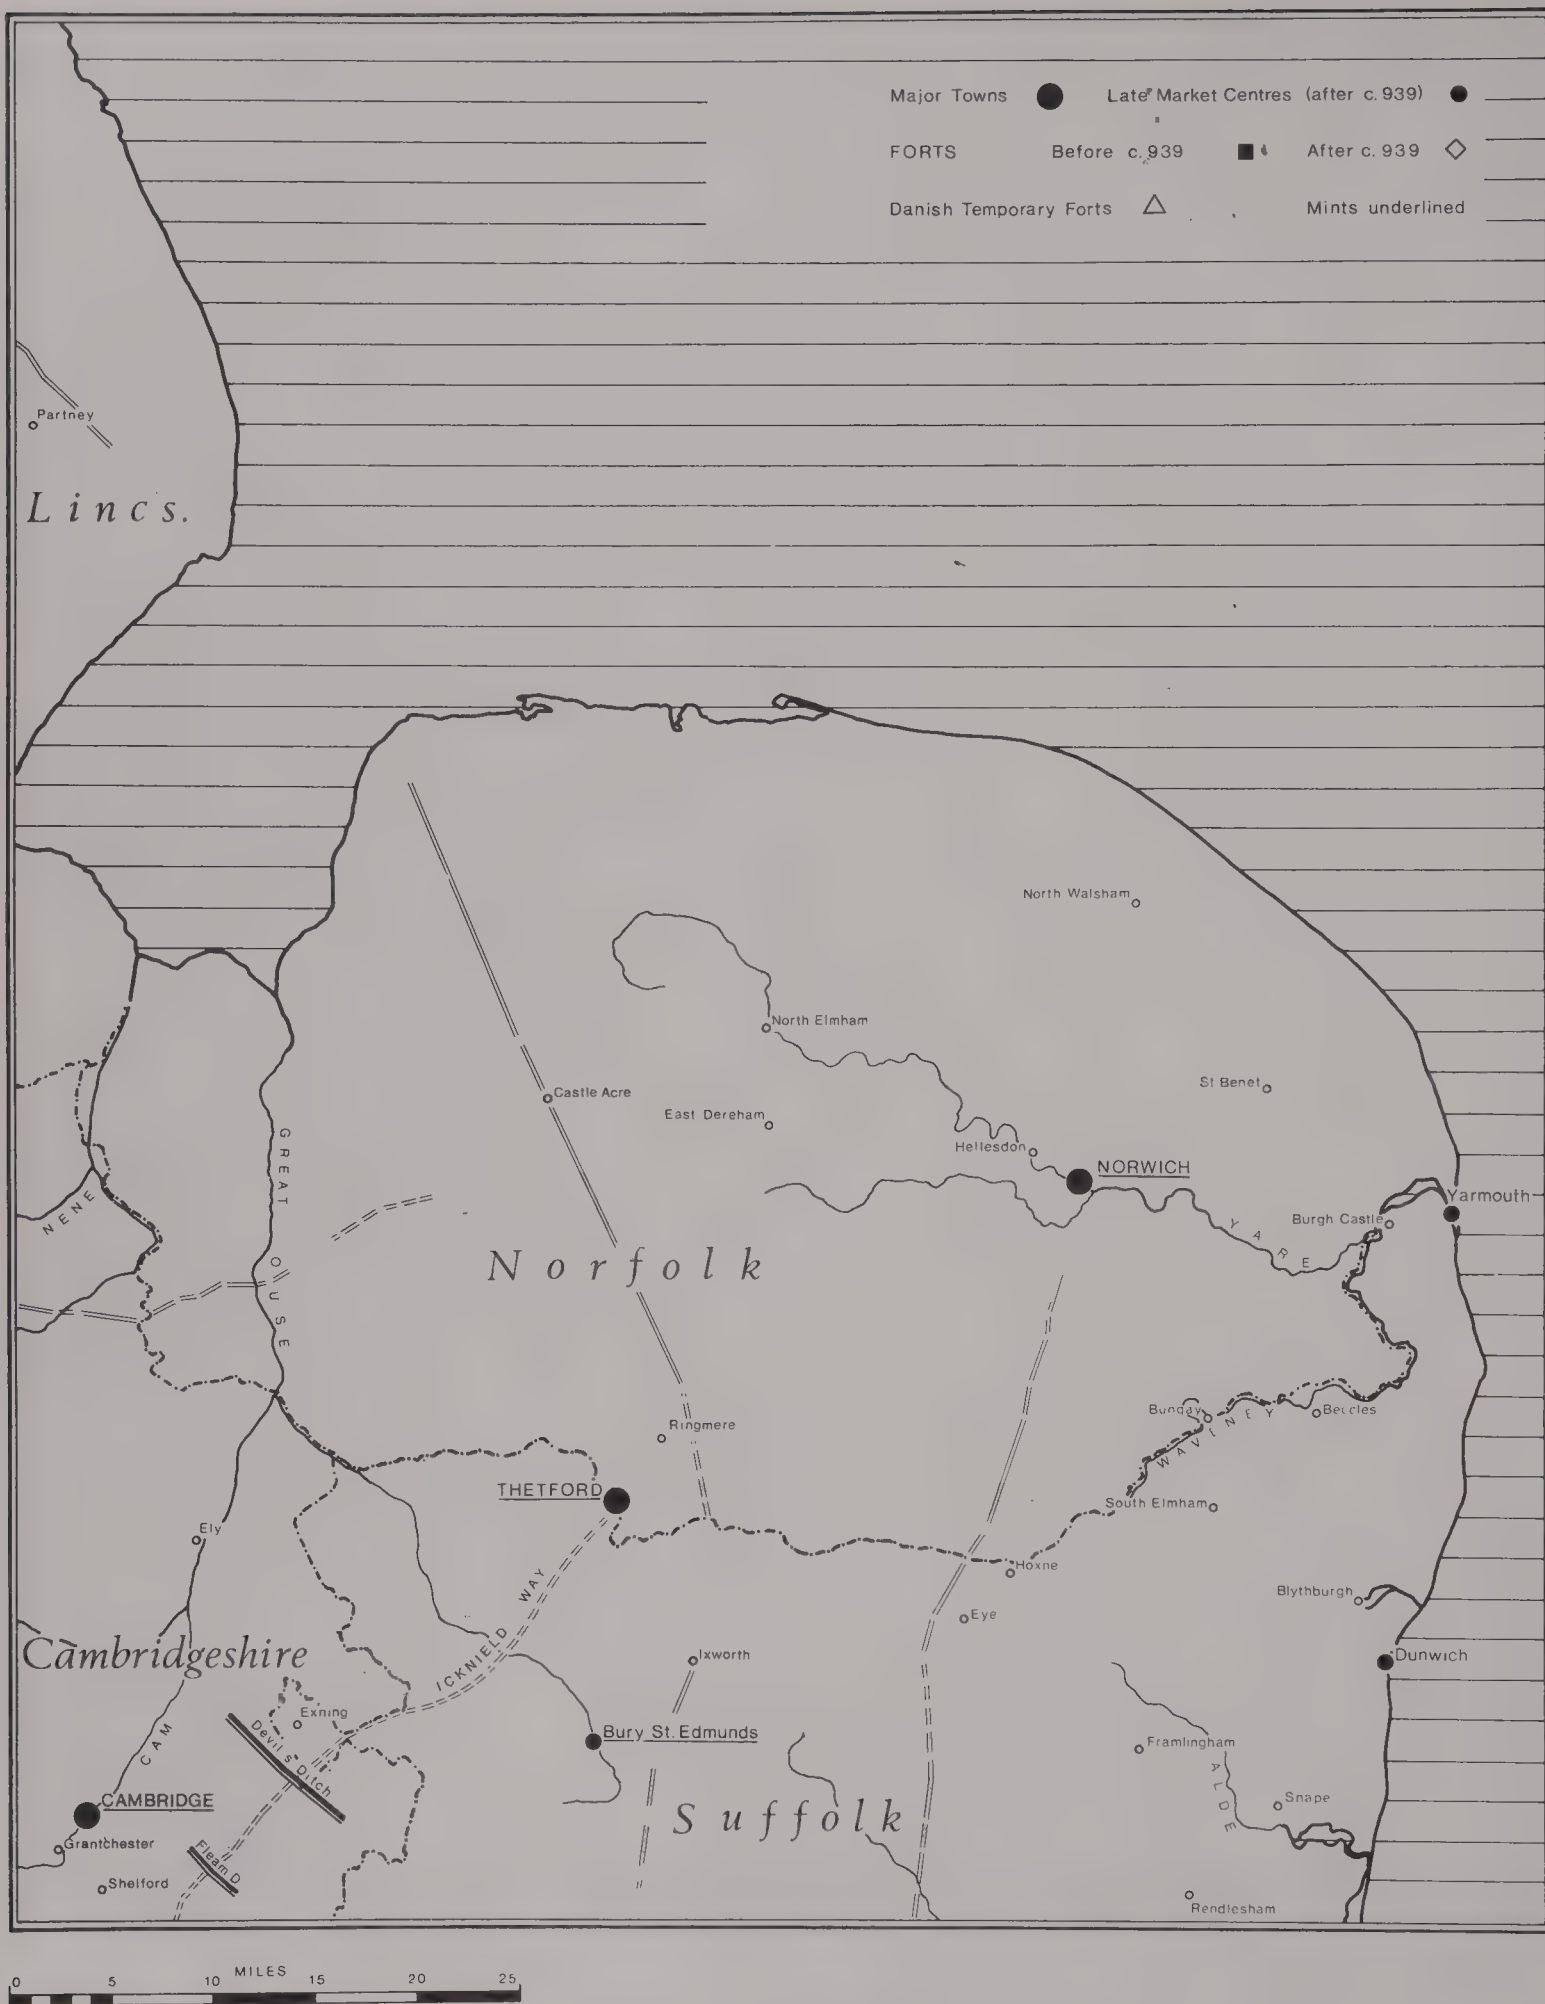 Major Towns Late Market Centres (after c. 939)
FORTS Before c. 939 After c. 939
Danish Temporary Forts Mints underlined
Partney
Lincs.
North Walsham
North Elmham
St Benet
Castle Acre
East Dereham
GREAT OUSE
Hellesdon
NORWICH
NENE
Yarmouth
Burgh Castle
YARE
Norfolk
Bungay
Beccles
WAVENEY
Ringmere
THETFORD
South Elmham
Ely
Hoxne
WAY
Blythburgh
Eye
Cambridgeshire
ICKNIELD
Ixworth
Dunwich
Exning
CAM
Devil's Ditch
Bury St. Edmunds
Framlingham
ALDE
CAMBRIDGE
Snape
Suffolk
Grantchester
Fleam D
Shelford
Rendlesham
MILES
0 5 10 15 20 25